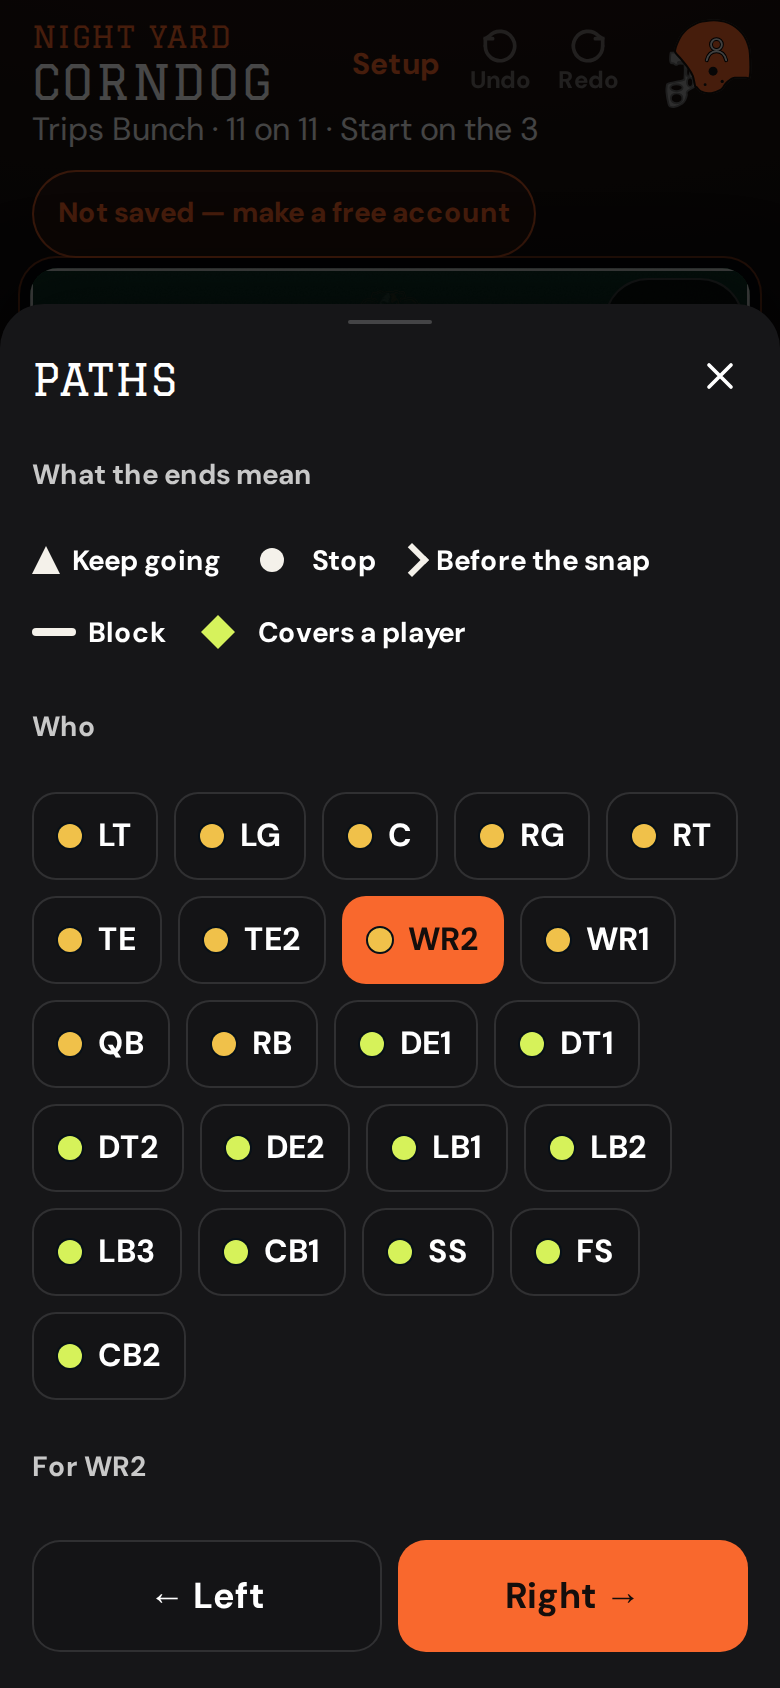 NIGHT YARD
CORNDOG
Setup
Undo
Redo
Trips Bunch · 11 on 11 · Start on the 3
Not saved — make a free account
PATHS
What the ends mean
Keep going
Stop
Before the snap
Block
Covers a player
Who
LT
LG
C
RG
RT
TE
TE2
WR2
WR1
QB
RB
DE1
DT1
DT2
DE2
LB1
LB2
LB3
CB1
SS
FS
CB2
For WR2
← Left
Right →